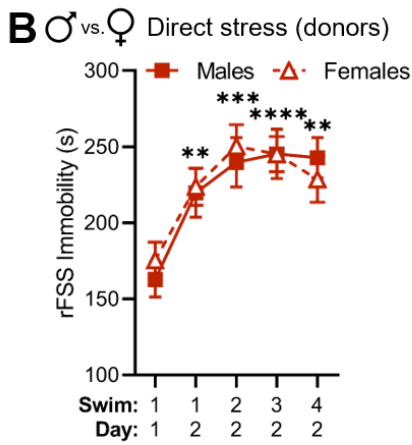 B ♂ vs. ♀ Direct stress (donors)
Males Females
300
250
200
150
100
rFSS Immobility (s)
** *** **** **
Swim: 1 1 2 3 4
Day: 1 2 2 2 2